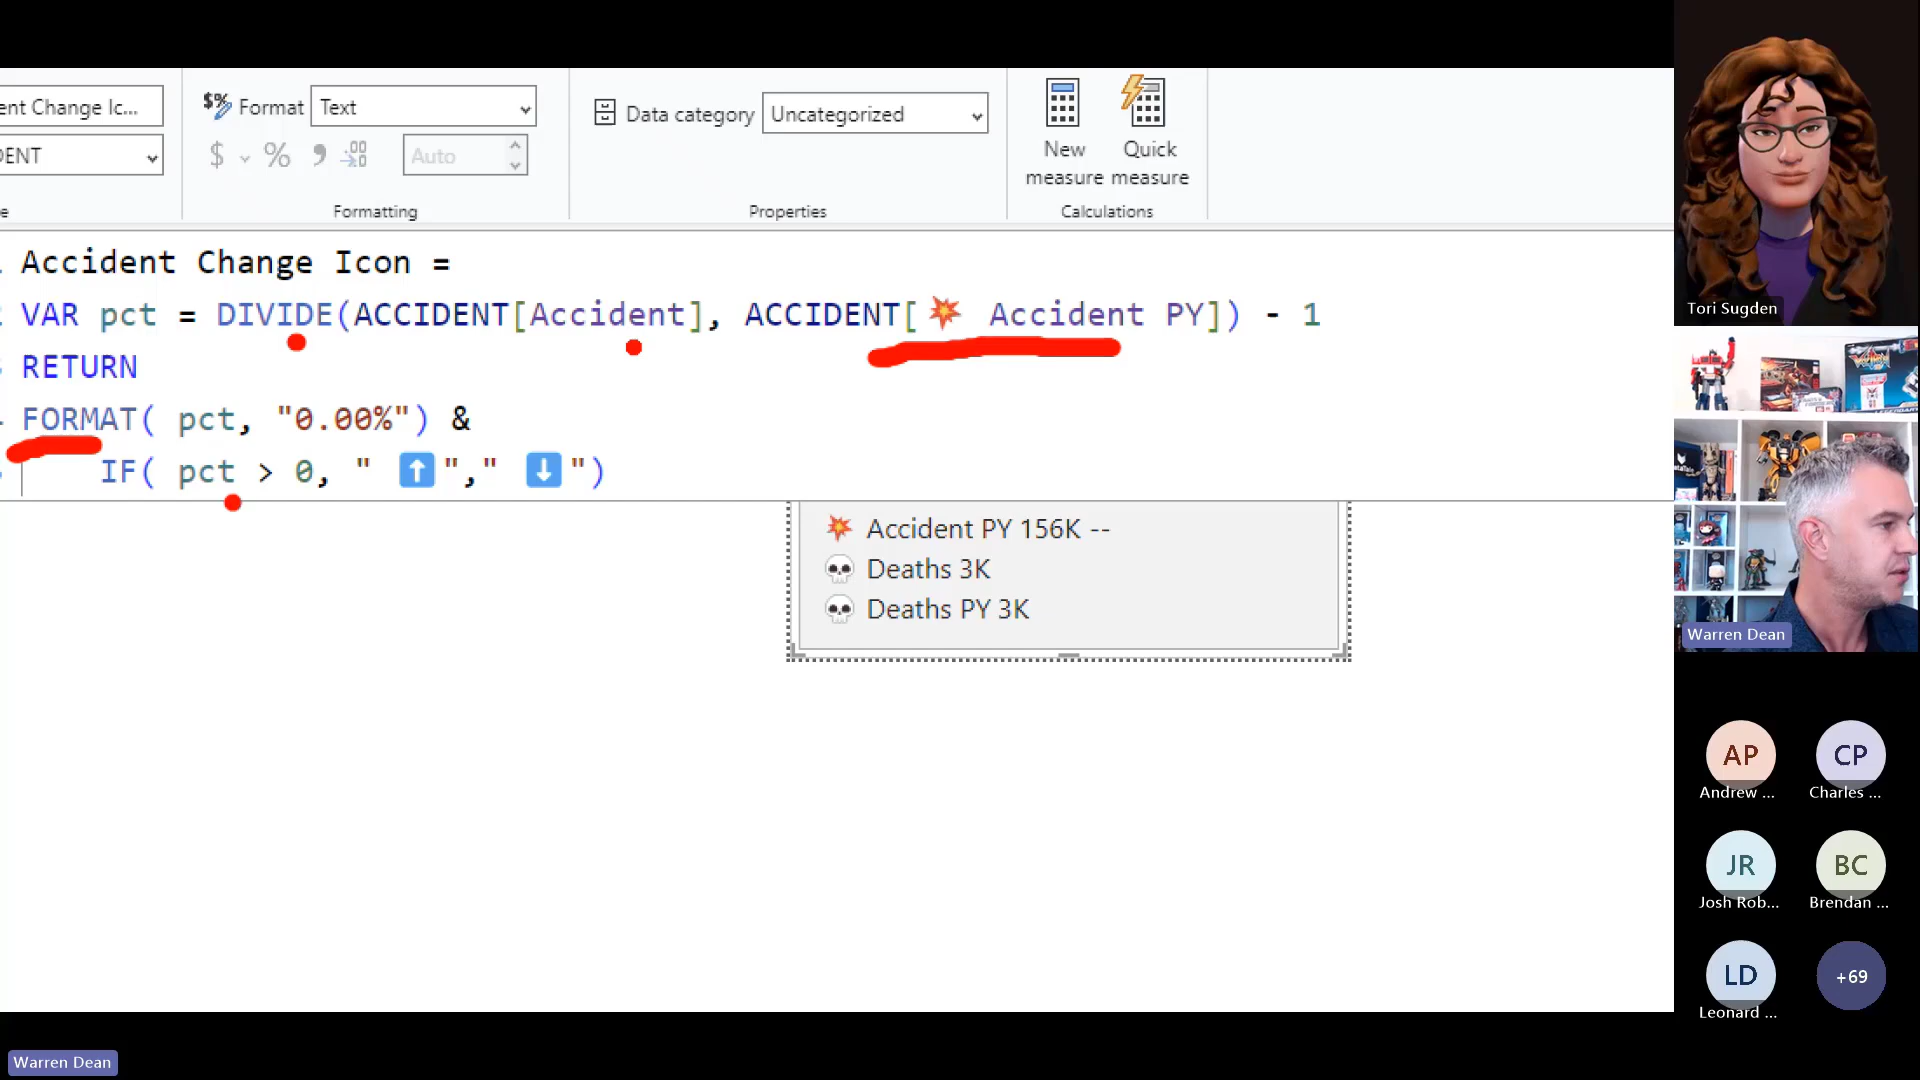 ent Change Ic...
Format Text
Data category Uncategorized
ENT
$ % 9 .00
Auto
New measure
Quick measure
e
Formatting
Properties
Calculations
Accident Change Icon =
VAR pct = DIVIDE(ACCIDENT[Accident], ACCIDENT[💥 Accident PY]) - 1
RETURN
FORMAT( pct, "0.00%") &
IF( pct > 0, " ⬆️"," ⬇️")
💥 Accident PY 156K --
💀 Deaths 3K
💀 Deaths PY 3K
Tori Sugden
Warren Dean
AP
Andrew ...
CP
Charles ...
JR
Josh Rob...
BC
Brendan ...
LD
Leonard ...
+69
Warren Dean